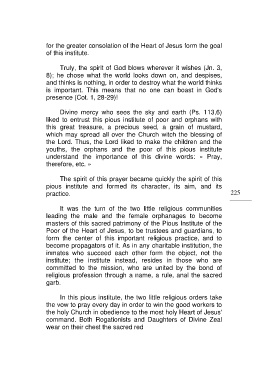 for the greater consolation of the Heart of Jesus form the goal
of this institute.
Truly, the spirit of God blows wherever it wishes (Jn. 3,
8): he chose what the world looks down on, and despises,
and thinks is nothing, in order to destroy what the world thinks
is important. This means that no one can boast in God's
presence (Cot. 1, 28-29)!
Divine mercy who sees the sky and earth (Ps. 113,6)
liked to entrust this pious institute of poor and orphans with
this great treasure, a precious seed, a grain of mustard,
which may spread all over the Church witch the blessing of
the Lord. Thus, the Lord liked to make the children and the
youths, the orphans and the poor of this pious institute
understand the importance of this divine words: « Pray,
therefore, etc. »
The spirit of this prayer became quickly the spirit of this
pious institute and formed its character, its aim, and its
practice.
225
It was the turn of the two little religious communities
leading the male and the female orphanages to become
masters of this sacred patrimony of the Pious Institute of the
Poor of the Heart of Jesus, to be trustees and guardians, to
form the center of this important religious practice, and to
become propagators of it. As in any charitable institution, the
inmates who succeed each other form the object, not the
institute; the institute instead, resides in those who are
committed to the mission, who are united by the bond of
religious profession through a name, a rule, anal the sacred
garb.
In this pious institute, the two little religious orders take
the vow to pray every day in order to win the good workers to
the holy Church in obedience to the most holy Heart of Jesus'
command. Both Rogationists and Daughters of Divine Zeal
wear on their chest the sacred red